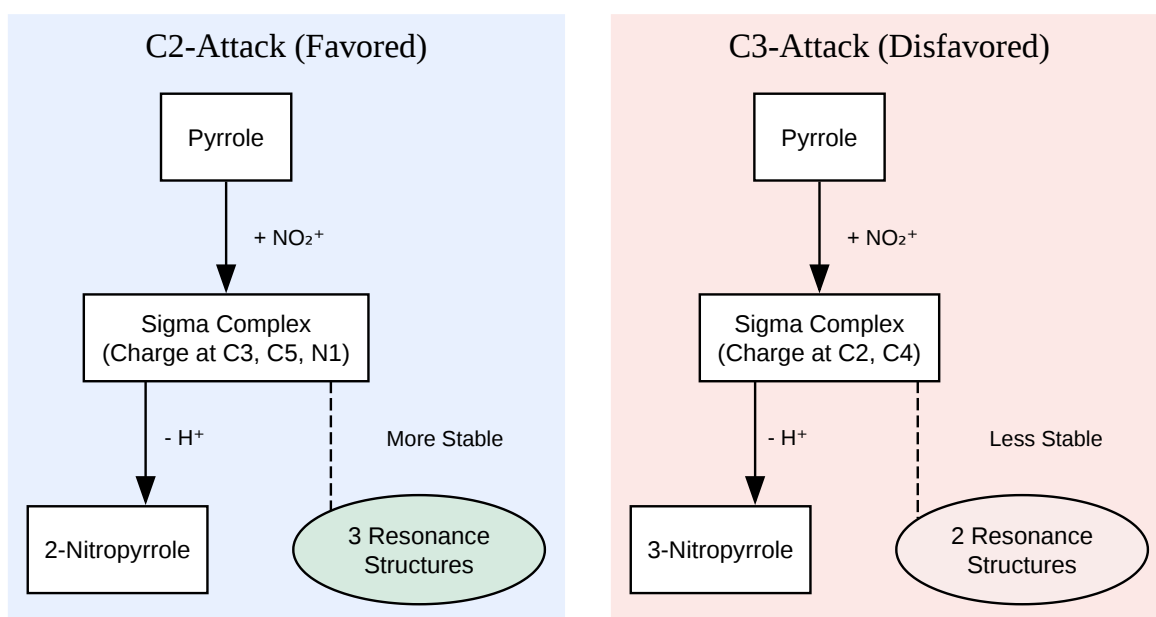 C2-Attack (Favored)
Pyrrole
+ NO₂⁺
Sigma Complex
(Charge at C3, C5, N1)
- H⁺
More Stable
2-Nitropyrrole
3 Resonance
Structures
C3-Attack (Disfavored)
Pyrrole
+ NO₂⁺
Sigma Complex
(Charge at C2, C4)
- H⁺
Less Stable
3-Nitropyrrole
2 Resonance
Structures